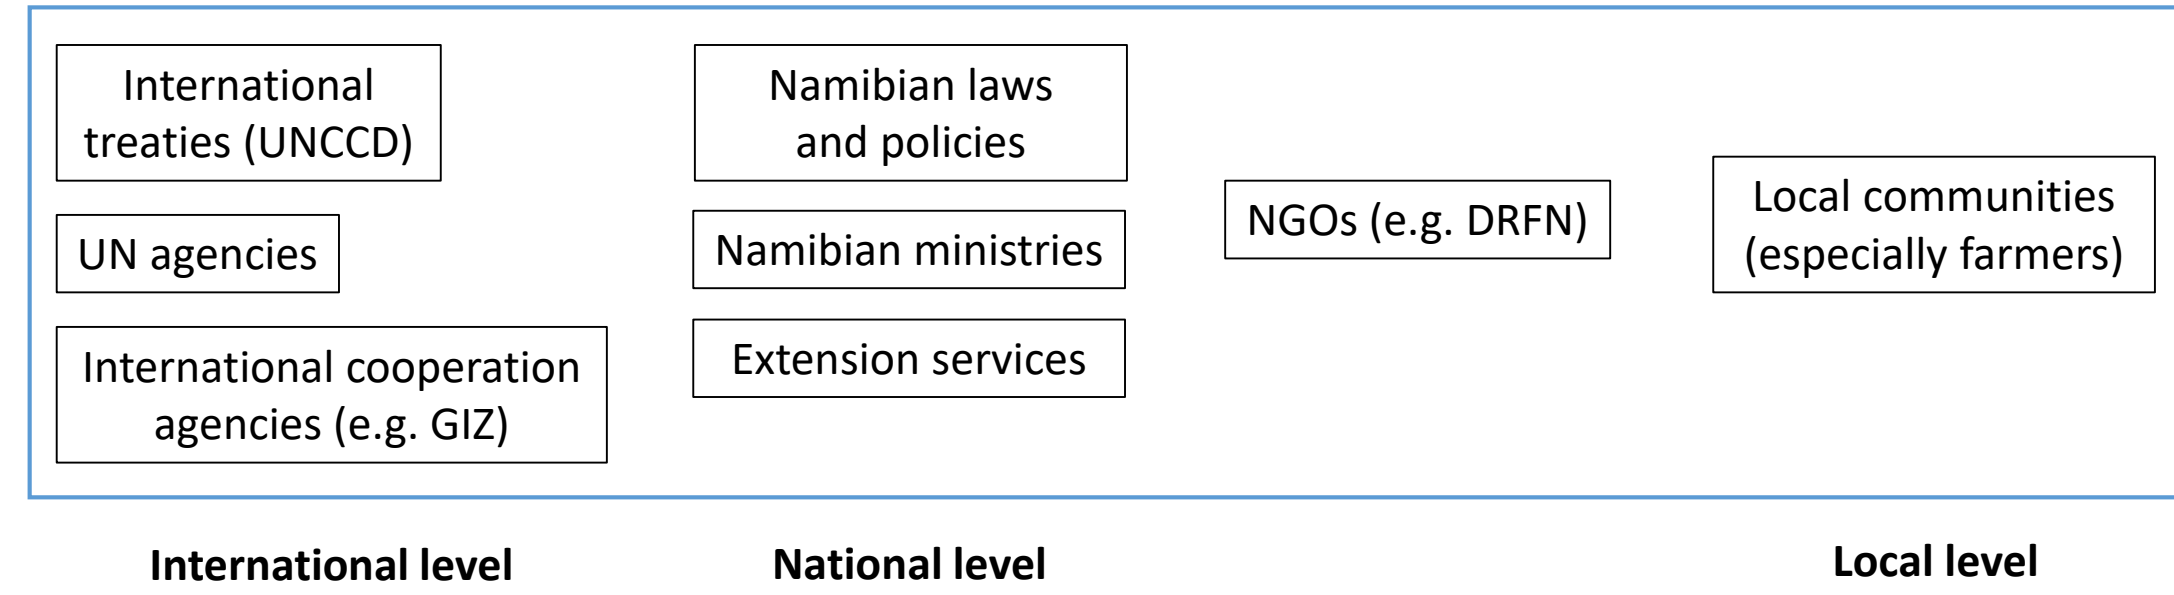 International
treaties (UNCCD)
UN agencies
International cooperation
agencies (e.g. GIZ)
Namibian laws
and policies
Namibian ministries
Extension services
NGOs (e.g. DRFN)
Local communities
(especially farmers)
International level
National level
Local level